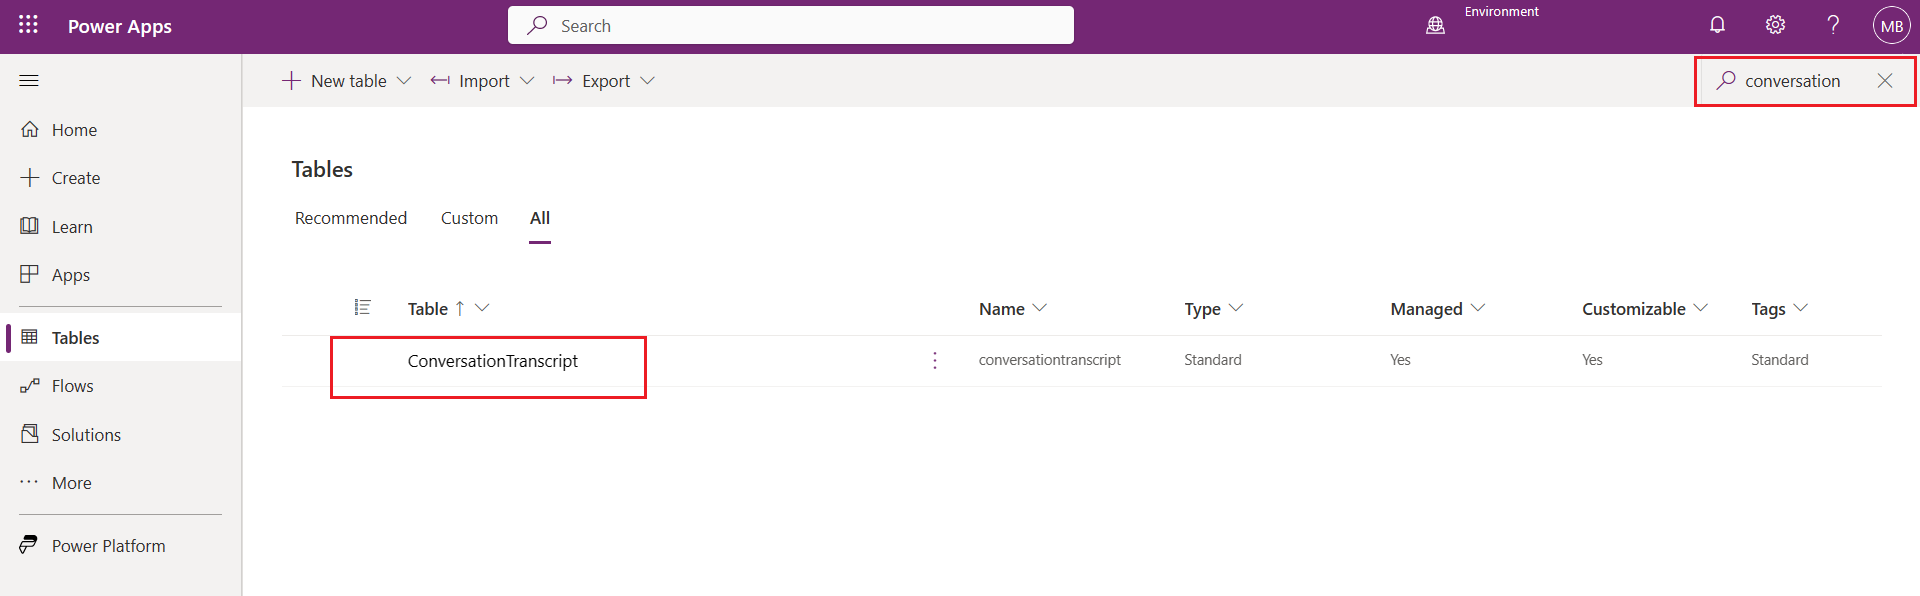 Power Apps
Search
Environment
MB
New table
Import
Export
conversation
Home
Create
Learn
Apps
Tables
Flows
Solutions
More
Power Platform
Tables
Recommended Custom All
Table Name Type Managed Customizable Tags
ConversationTranscript conversationtranscript Standard Yes Yes Standard